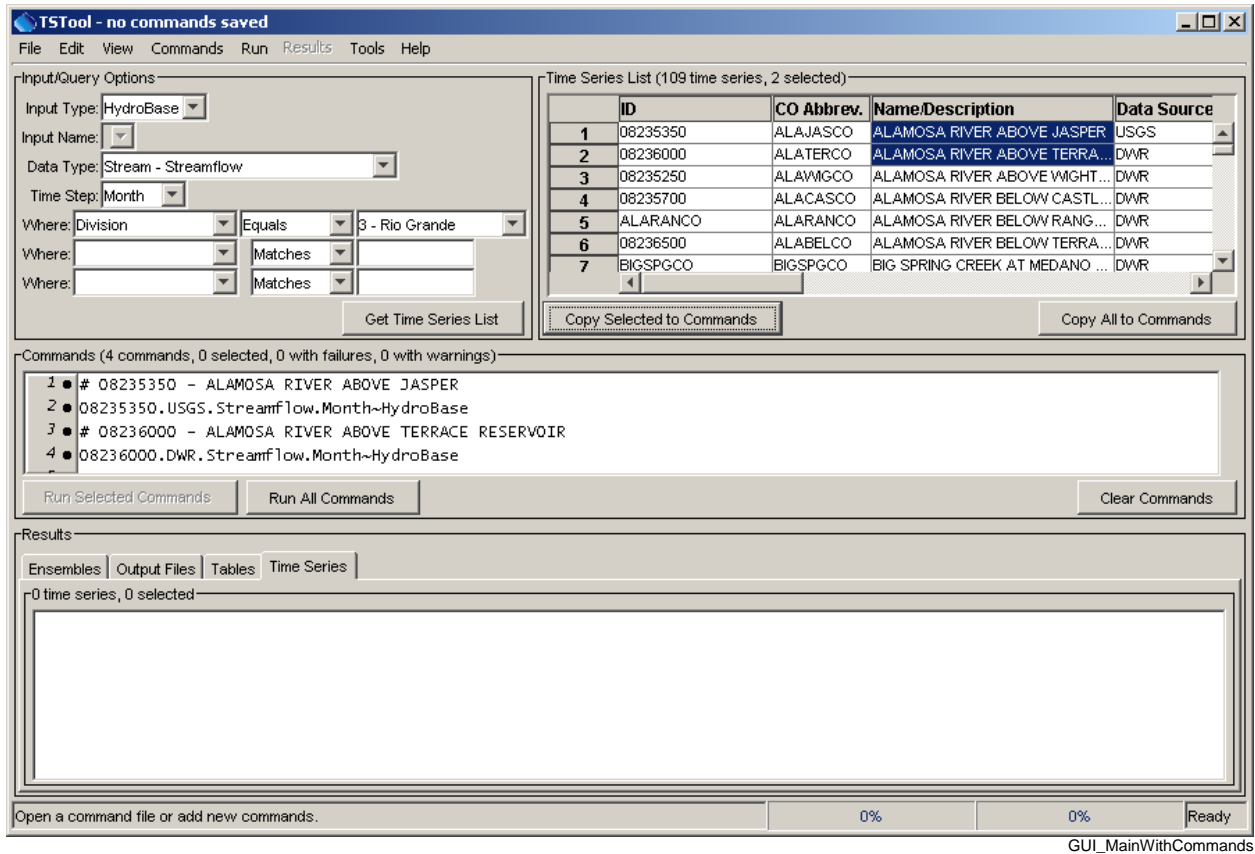 TSTool - no commands saved
File Edit View Commands Run Results Tools Help
Input/Query Options
Input Type: HydroBase
Input Name:
Data Type: Stream - Streamflow
Time Step: Month
Where: Division Equals 3 - Rio Grande
Where: Matches
Where: Matches
Get Time Series List
Time Series List (109 time series, 2 selected)
ID CO Abbrev. Name/Description Data Source
1 08235350 ALAJASCO ALAMOSA RIVER ABOVE JASPER USGS
2 08236000 ALATERCO ALAMOSA RIVER ABOVE TERRA... DWR
3 08235250 ALAWIGCO ALAMOSA RIVER ABOVE WIGHT... DWR
4 08235700 ALACASCO ALAMOSA RIVER BELOW CASTL... DWR
5 ALARANCO ALARANCO ALAMOSA RIVER BELOW RANG... DWR
6 08236500 ALABELCO ALAMOSA RIVER BELOW TERRA... DWR
7 BIGSPGCO BIGSPGCO BIG SPRING CREEK AT MEDANO ... DWR
Copy Selected to Commands Copy All to Commands
Commands (4 commands, 0 selected, 0 with failures, 0 with warnings)
1 # 08235350 - ALAMOSA RIVER ABOVE JASPER
2 08235350.USGS.Streamflow.Month~HydroBase
3 # 08236000 - ALAMOSA RIVER ABOVE TERRACE RESERVOIR
4 08236000.DWR.Streamflow.Month~HydroBase
Run Selected Commands Run All Commands Clear Commands
Results
Ensembles Output Files Tables Time Series
0 time series, 0 selected
Open a command file or add new commands. 0% 0% Ready
GUI_MainWithCommands